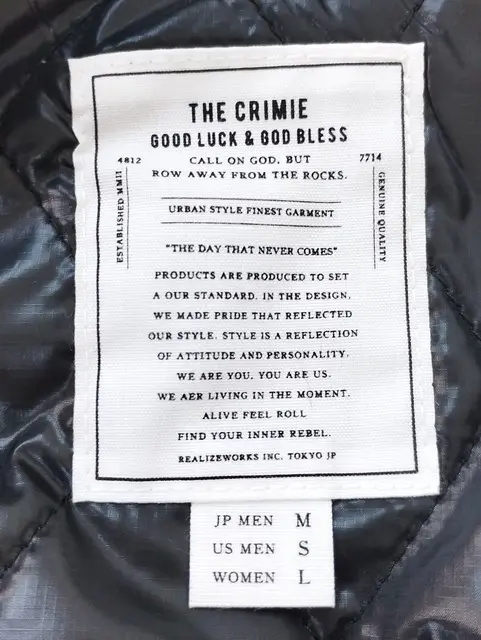 THE CRIMIE
GOOD LUCK & GOD BLESS
4812
CALL ON GOD, BUT
7714
ROW AWAY FROM THE ROCKS.
ESTABLISHED MMII
GENUINE QUALITY
URBAN STYLE FINEST GARMENT
"THE DAY THAT NEVER COMES"
PRODUCTS ARE PRODUCED TO SET
A OUR STANDARD. IN THE DESIGN,
WE MADE PRIDE THAT REFLECTED
OUR STYLE. STYLE IS A REFLECTION
OF ATTITUDE AND PERSONALITY.
WE ARE YOU. YOU ARE US.
WE AER LIVING IN THE MOMENT.
ALIVE FEEL ROLL
FIND YOUR INNER REBEL.
REALIZEWORKS INC. TOKYO JP
JP MEN M
US MEN S
WOMEN L